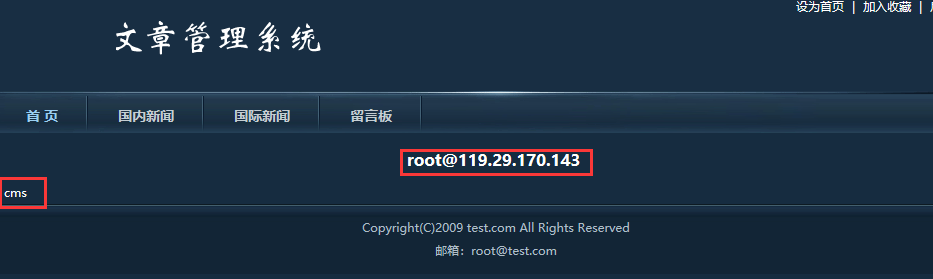 设为首页 | 加入收藏 |
文章管理系统
首 页 国内新闻 国际新闻 留言板
root@119.29.170.143
cms
Copyright(C)2009 test.com All Rights Reserved
邮箱：root@test.com